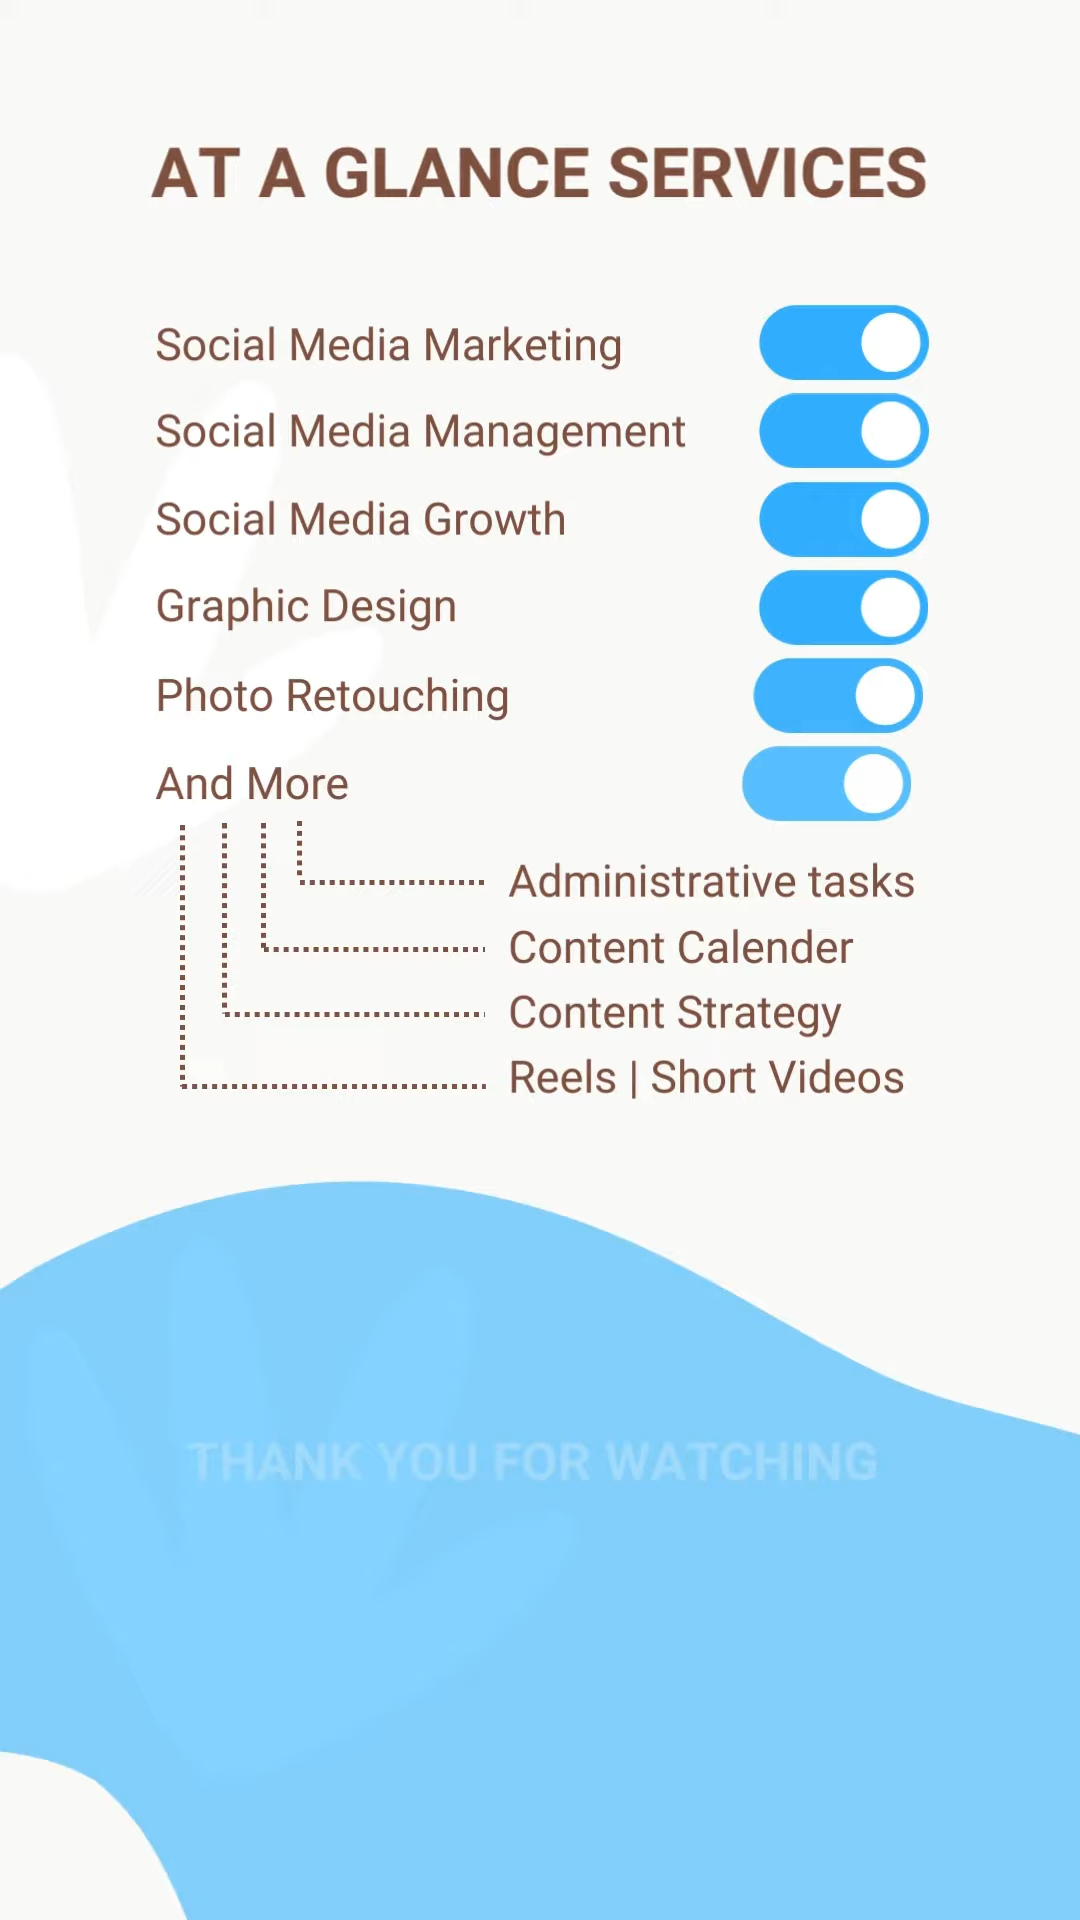 AT A GLANCE SERVICES
Social Media Marketing
Social Media Management
Social Media Growth
Graphic Design
Photo Retouching
And More
Administrative tasks
Content Calender
Content Strategy
Reels | Short Videos
THANK YOU FOR WATCHING